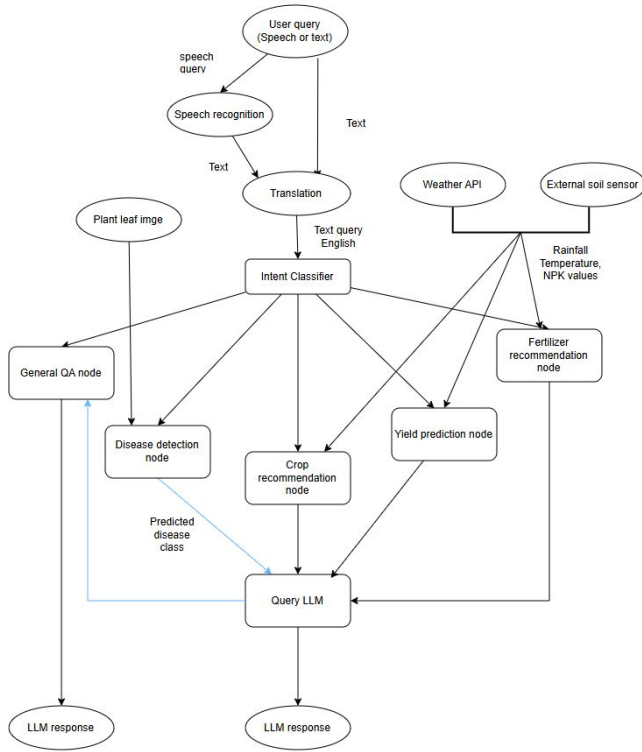 User query
(Speech or text)
speech
query
Speech recognition
Text
Text
Translation
Weather API
External soil sensor
Plant leaf imge
Text query
English
Rainfall
Temperature,
NPK values
Intent Classifier
General QA node
Fertilizer
recommendation
node
Disease detection
node
Crop
recommendation
node
Yield prediction node
Predicted
disease
class
Query LLM
LLM response
LLM response